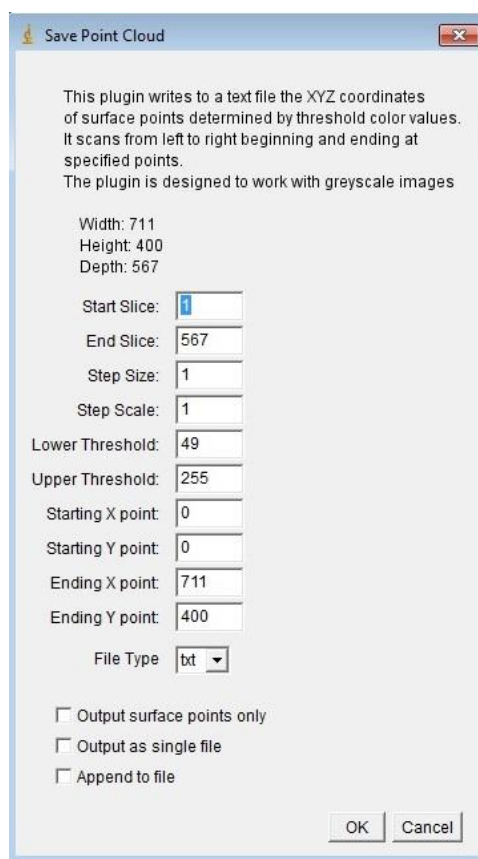 Save Point Cloud
This plugin writes to a text file the XYZ coordinates
of surface points determined by threshold color values.
It scans from left to right beginning and ending at
specified points.
The plugin is designed to work with greyscale images
Width: 711
Height: 400
Depth: 567
Start Slice: 1
End Slice: 567
Step Size: 1
Step Scale: 1
Lower Threshold: 49
Upper Threshold: 255
Starting X point: 0
Starting Y point: 0
Ending X point: 711
Ending Y point: 400
File Type txt
Output surface points only
Output as single file
Append to file
OK Cancel